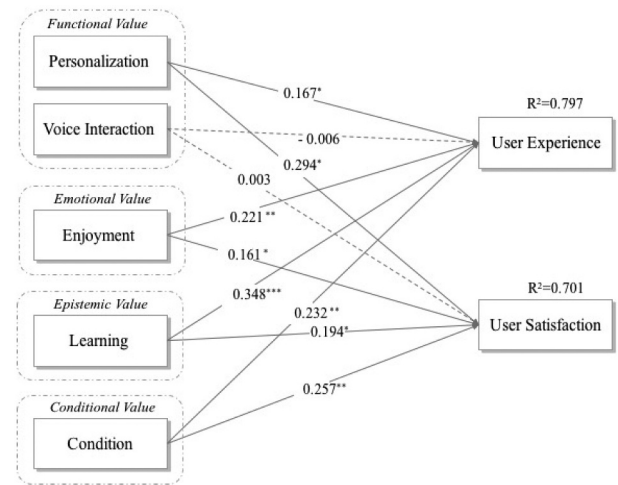 Functional Value
Personalization
Voice Interaction
Emotional Value
Enjoyment
Epistemic Value
Learning
Conditional Value
Condition
0.167*
- 0.006
0.294*
0.003
0.221**
0.161*
0.348***
0.232**
0.194*
0.257**
R²=0.797
User Experience
R²=0.701
User Satisfaction